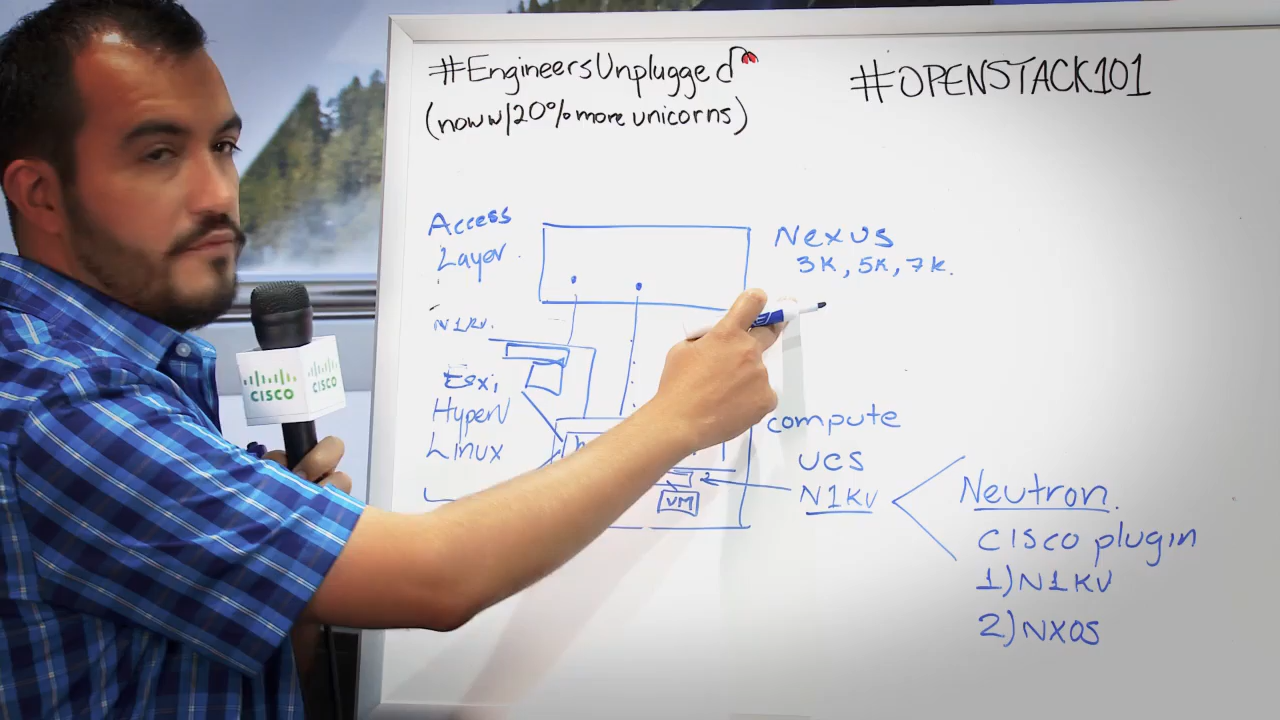 #EngineersUnplugged
(now w/20% more unicorns)
#OPENSTACK101
Access
Layer
Nexus
3K, 5K, 7K.
N1KV.
Esxi
HyperV
Linux
compute
UCS
N1KV
VM
Neutron.
Cisco plugin
1) N1KV
2) NXOS
CISCO
CISCO